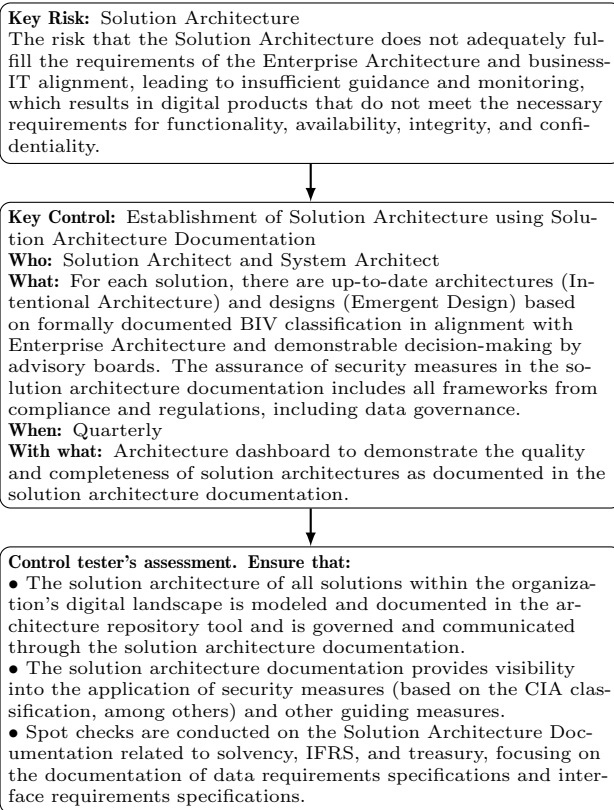 Key Risk: Solution Architecture
The risk that the Solution Architecture does not adequately ful-
fill the requirements of the Enterprise Architecture and business-
IT alignment, leading to insufficient guidance and monitoring,
which results in digital products that do not meet the necessary
requirements for functionality, availability, integrity, and confi-
dentiality.
Key Control: Establishment of Solution Architecture using Solu-
tion Architecture Documentation
Who: Solution Architect and System Architect
What: For each solution, there are up-to-date architectures (In-
tentional Architecture) and designs (Emergent Design) based
on formally documented BIV classification in alignment with
Enterprise Architecture and demonstrable decision-making by
advisory boards. The assurance of security measures in the so-
lution architecture documentation includes all frameworks from
compliance and regulations, including data governance.
When: Quarterly
With what: Architecture dashboard to demonstrate the quality
and completeness of solution architectures as documented in the
solution architecture documentation.
Control tester's assessment. Ensure that:
• The solution architecture of all solutions within the organiza-
tion's digital landscape is modeled and documented in the ar-
chitecture repository tool and is governed and communicated
through the solution architecture documentation.
• The solution architecture documentation provides visibility
into the application of security measures (based on the CIA clas-
sification, among others) and other guiding measures.
• Spot checks are conducted on the Solution Architecture Doc-
umentation related to solvency, IFRS, and treasury, focusing on
the documentation of data requirements specifications and inter-
face requirements specifications.